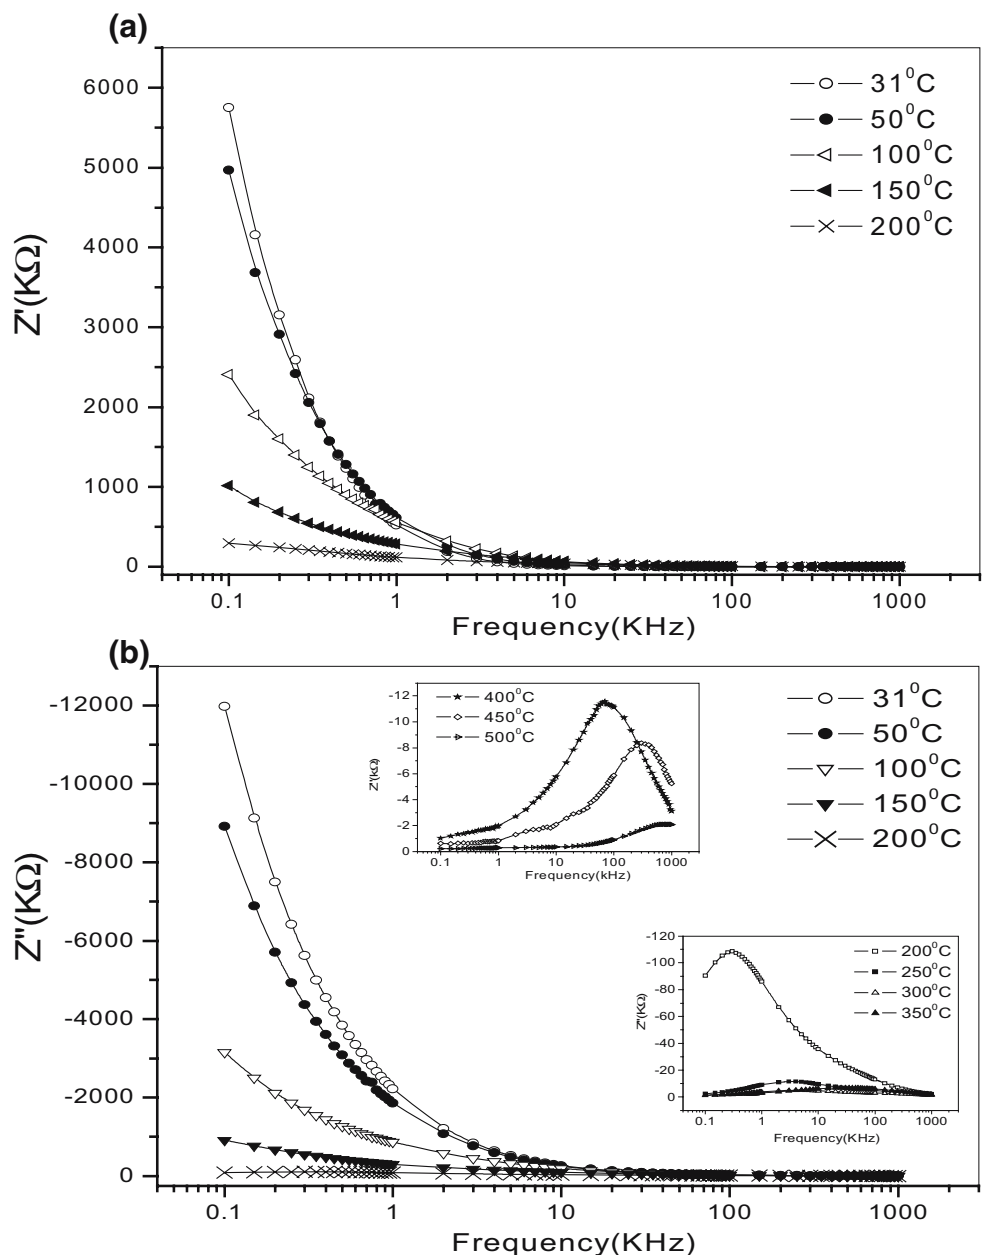 (a)
6000
5000
4000
3000
2000
1000
0
Z'(KΩ)
31⁰C
50⁰C
100⁰C
150⁰C
200⁰C
0.1 1 10 100 1000
Frequency(KHz)
(b)
-12000
-10000
-8000
-6000
-4000
-2000
0
Z"(KΩ)
31⁰C
50⁰C
100⁰C
150⁰C
200⁰C
-12
-10
-8
-6
-4
-2
0
Z"(kΩ)
400⁰C
450⁰C
500⁰C
0.1 1 10 100 1000
Frequency(kHz)
-120
-100
-80
-60
-40
-20
0
Z"(KΩ)
200⁰C
250⁰C
300⁰C
350⁰C
0.1 1 10 100 1000
Frequency(KHz)
0.1 1 10 100 1000
Frequency(KHz)